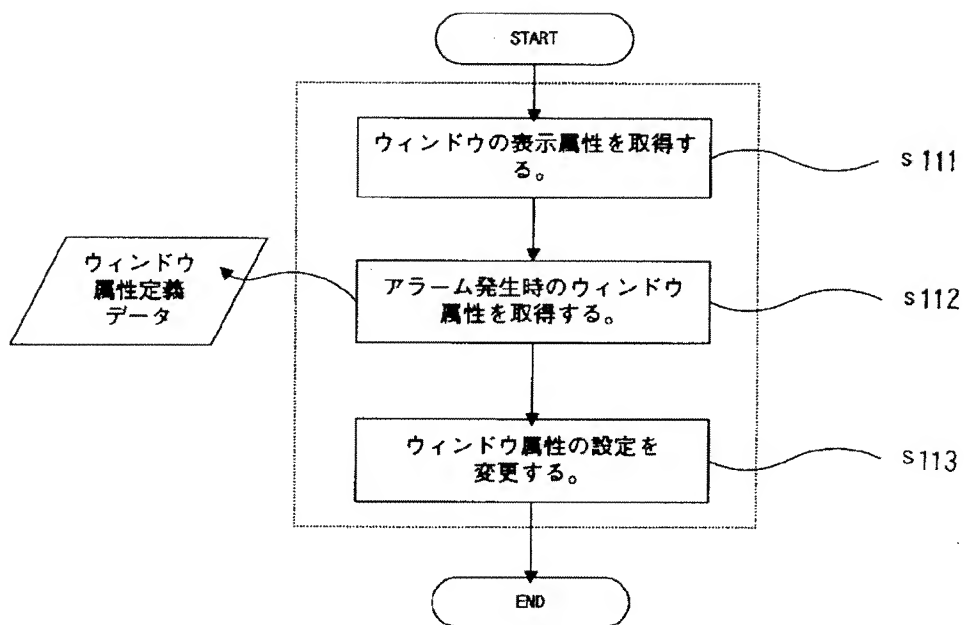 START
ウィンドウの表示属性を取得す
る。
s111
ウィンドウ
属性定義
データ
アラーム発生時のウィンドウ
属性を取得する。
s112
ウィンドウ属性の設定を
変更する。
s113
END